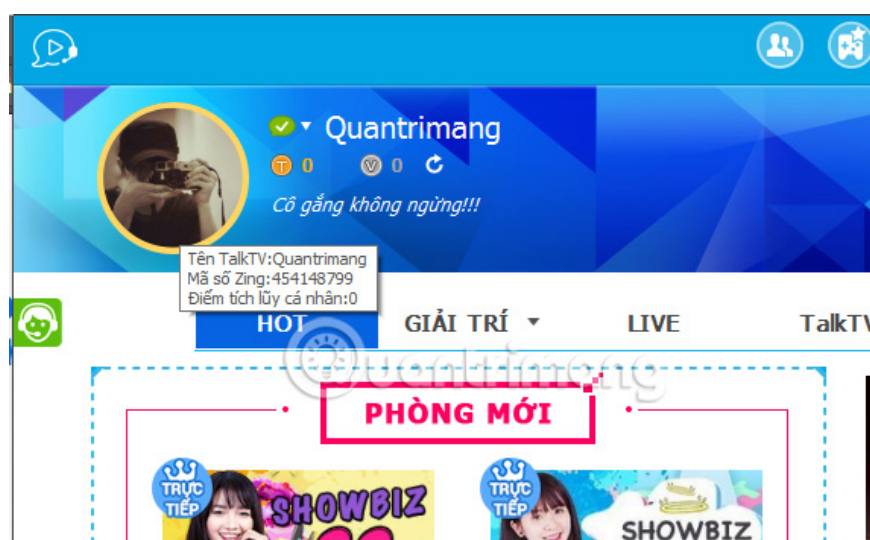 Quantrimang
T 0 V 0
Cố gắng không ngừng!!!
Tên TalkTV:Quantrimang
Mã số Zing:454148799
Điểm tích lũy cá nhân:0
HOT GIẢI TRÍ LIVE TalkTV
Quantrimang
PHÒNG MỚI
TRỰC
TIẾP
SHOWBIZ
TRỰC
TIẾP
SHOWBIZ